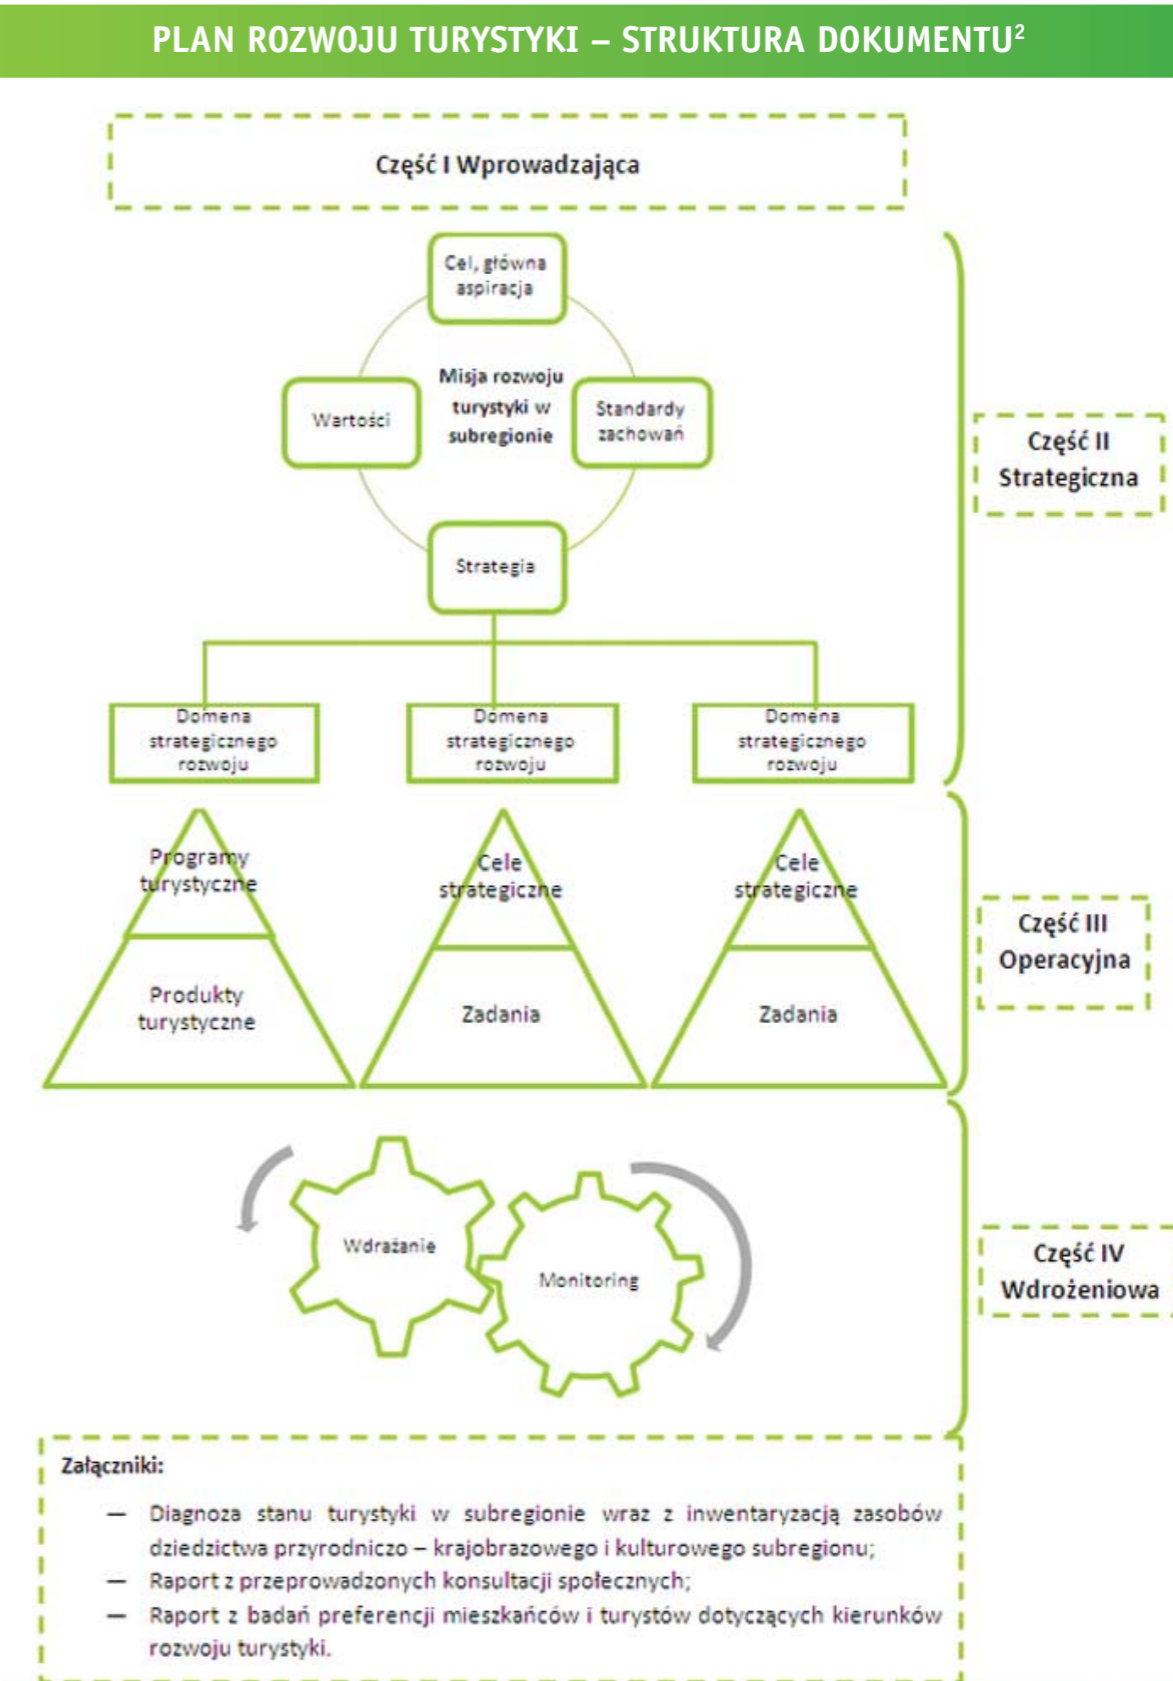 PLAN ROZWOJU TURYSTYKI – STRUKTURA DOKUMENTU²
Część I Wprowadzająca
Cel, główna
aspiracja
Misja rozwoju
turystyki w
subregionie
Wartości
Standardy
zachowań
Strategia
Część II
Strategiczna
Domena
strategicznego
rozwoju
Domena
strategicznego
rozwoju
Domena
strategicznego
rozwoju
Programy
turystyczne
Produkty
turystyczne
Cele
strategiczne
Zadania
Cele
strategiczne
Zadania
Część III
Operacyjna
Wdrażanie
Monitoring
Część IV
Wdrożeniowa
Załączniki:
— Diagnoza stanu turystyki w subregionie wraz z inwentaryzacją zasobów
dziedzictwa przyrodniczo – krajobrazowego i kulturowego subregionu;
— Raport z przeprowadzonych konsultacji społecznych;
— Raport z badań preferencji mieszkańców i turystów dotyczących kierunków
rozwoju turystyki.